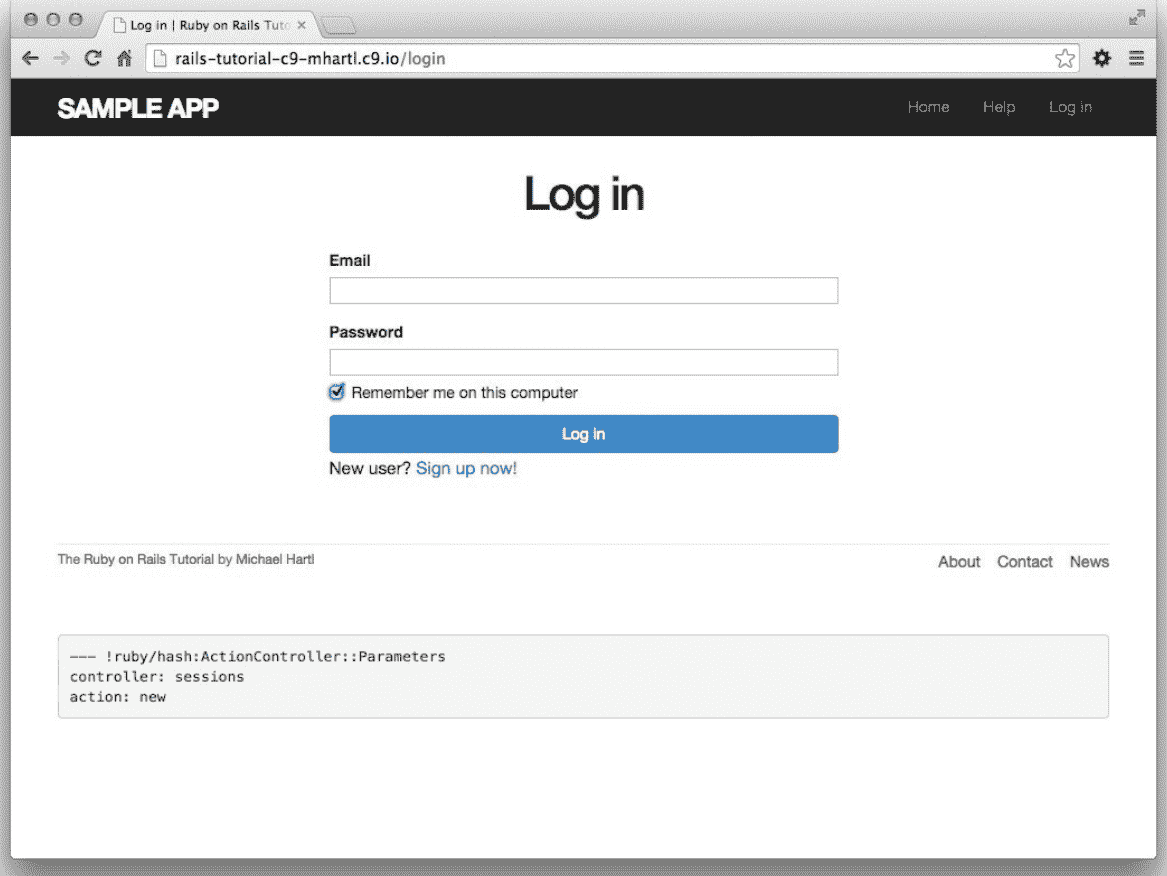 Log in | Ruby on Rails Tuto
rails-tutorial-c9-mhartl.c9.io/login
SAMPLE APP Home Help Log in
Log in
Email
Password
Remember me on this computer
Log in
New user? Sign up now!
The Ruby on Rails Tutorial by Michael Hartl About Contact News
--- !ruby/hash:ActionController::Parameters
controller: sessions
action: new